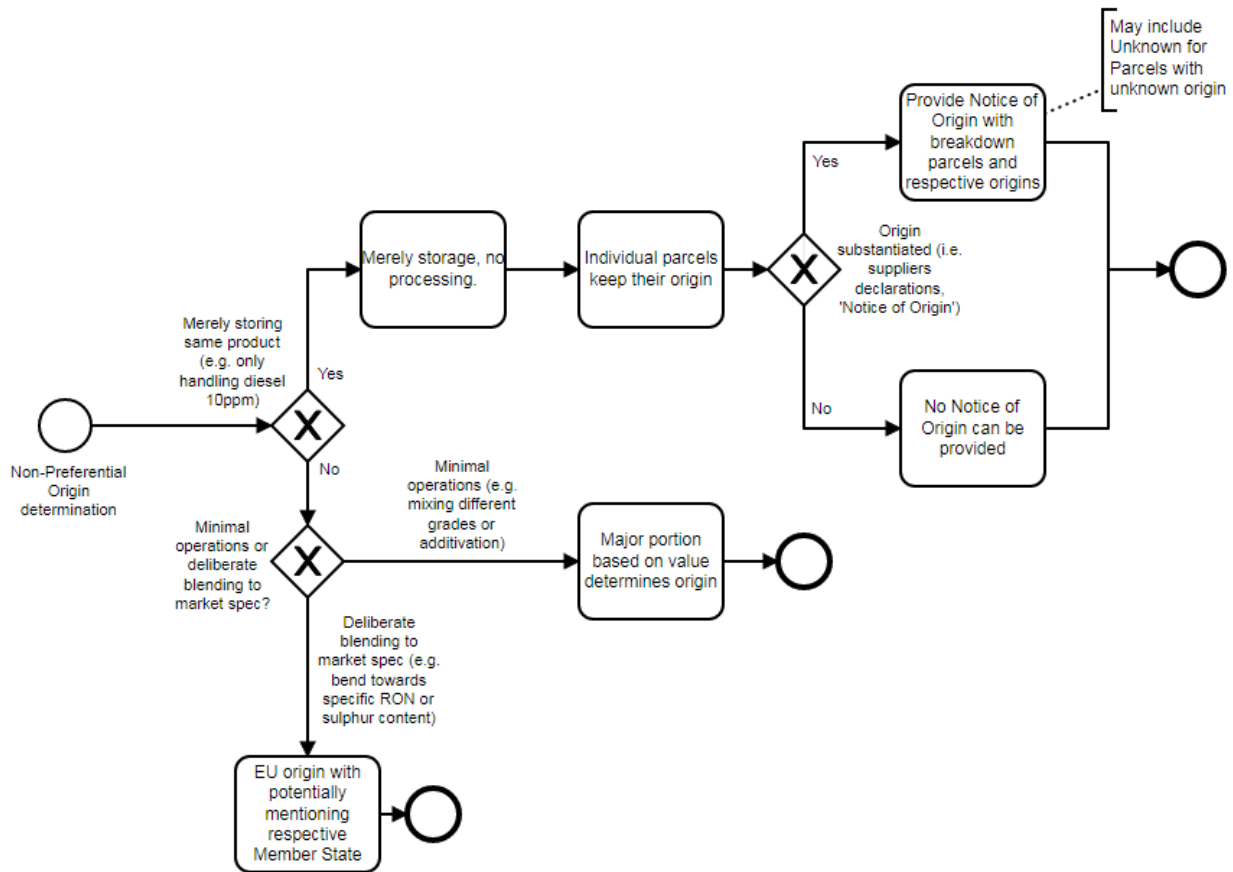 May include
Unknown for
Parcels with
unknown origin
Provide Notice of
Origin with
breakdown
parcels and
respective origins
Yes
Merely storage, no
processing.
Individual parcels
keep their origin
X
Origin
substantiated (i.e.
suppliers
declarations,
'Notice of Origin')
Merely storing
same product
(e.g. only
handling diesel
10ppm)
Yes
X
No
No Notice of
Origin can be
provided
Non-Preferential
Origin
determination
No
Minimal
operations (e.g.
mixing different
grades or
additivation)
Minimal
operations or
deliberate
blending to
market spec?
X
Major portion
based on value
determines origin
Deliberate
blending to
market spec (e.g.
bend towards
specific RON or
sulphur content)
EU origin with
potentially
mentioning
respective
Member State